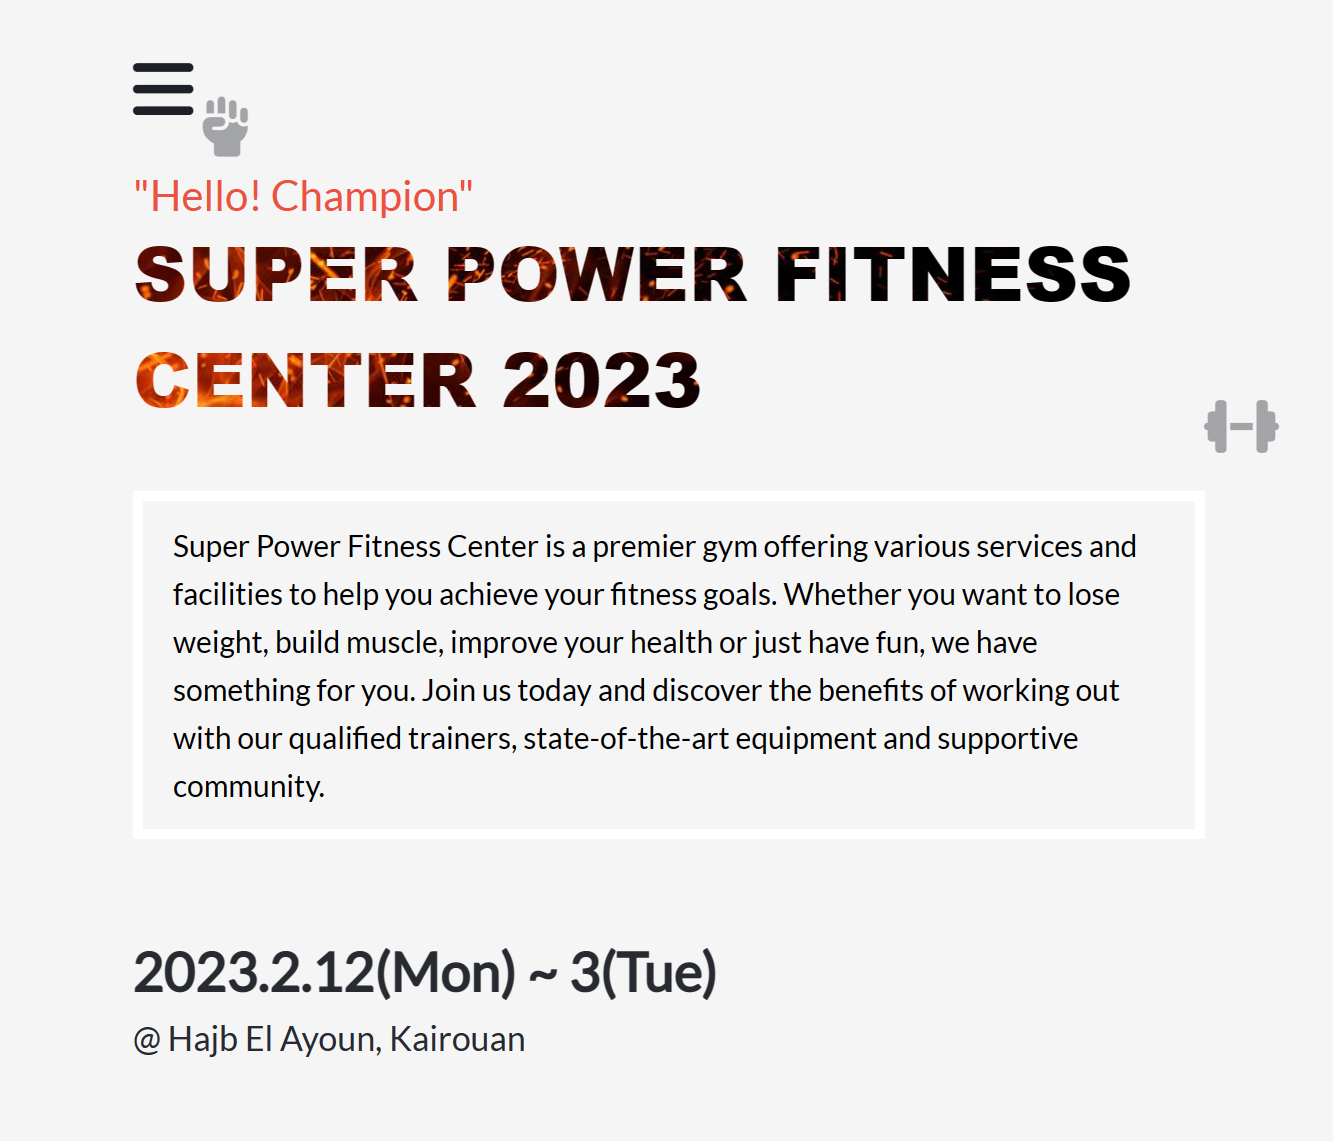 "Hello! Champion"
SUPER POWER FITNESS
CENTER 2023
Super Power Fitness Center is a premier gym offering various services and
facilities to help you achieve your fitness goals. Whether you want to lose
weight, build muscle, improve your health or just have fun, we have
something for you. Join us today and discover the benefits of working out
with our qualified trainers, state-of-the-art equipment and supportive
community.
2023.2.12(Mon) ~ 3(Tue)
@ Hajb El Ayoun, Kairouan